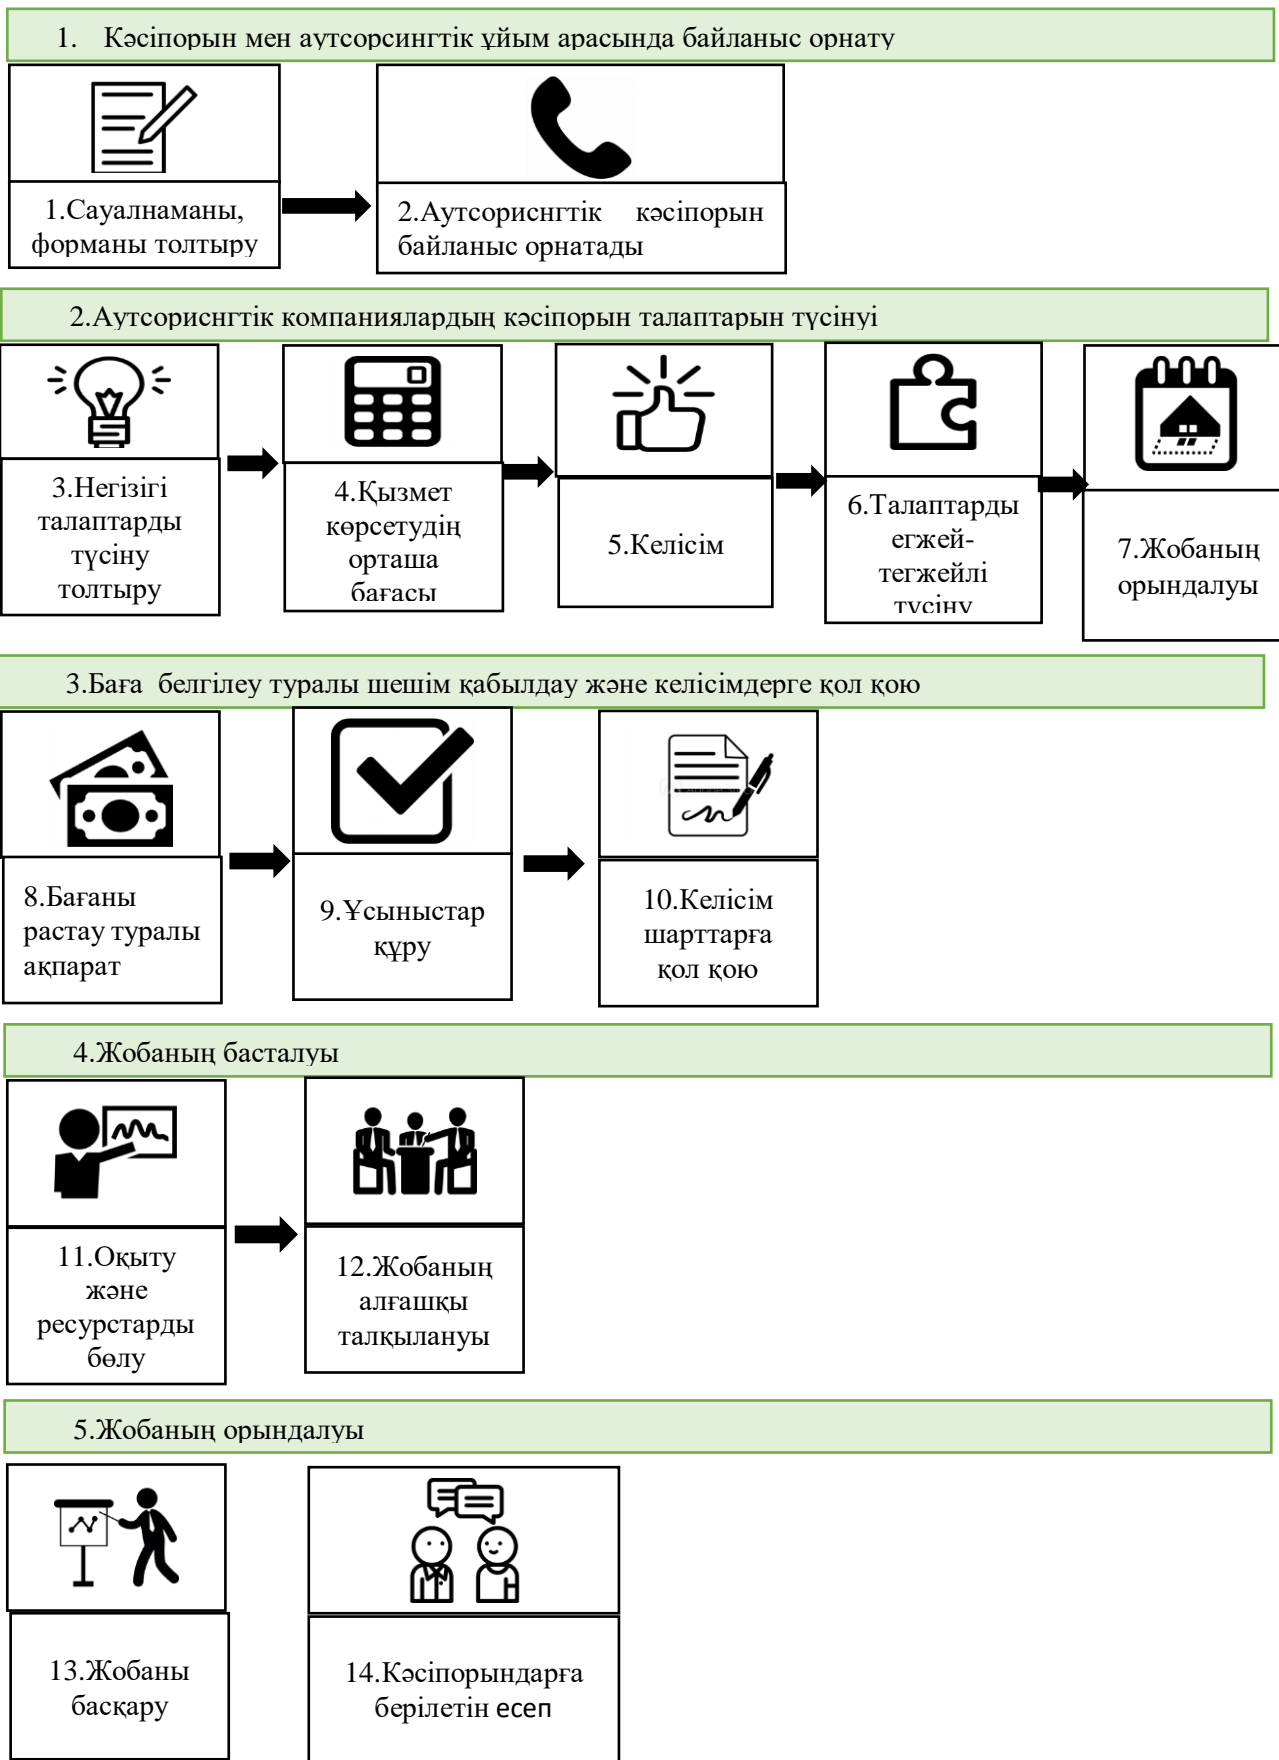 1. Кәсіпорын мен аутсорсингтік ұйым арасында байланыс орнату
1.Сауалнаманы,
форманы толтыру
2.Аутсориснгтік кәсіпорын
байланыс орнатады
2.Аутсориснгтік компаниялардың кәсіпорын талаптарын түсінуі
3.Негізігі
талаптарды
түсіну
толтыру
4.Қызмет
көрсетудің
орташа
бағасы
5.Келісім
6.Талаптарды
егжей-
тегжейлі
түсіну
7.Жобаның
орындалуы
3.Баға белгілеу туралы шешім қабылдау және келісімдерге қол қою
8.Бағаны
растау туралы
ақпарат
9.Ұсыныстар
құру
10.Келісім
шарттарға
қол қою
4.Жобаның басталуы
11.Оқыту
және
ресурстарды
бөлу
12.Жобаның
алғашқы
талқылануы
5.Жобаның орындалуы
13.Жобаны
басқару
14.Кәсіпорындарға
берілетін есеп